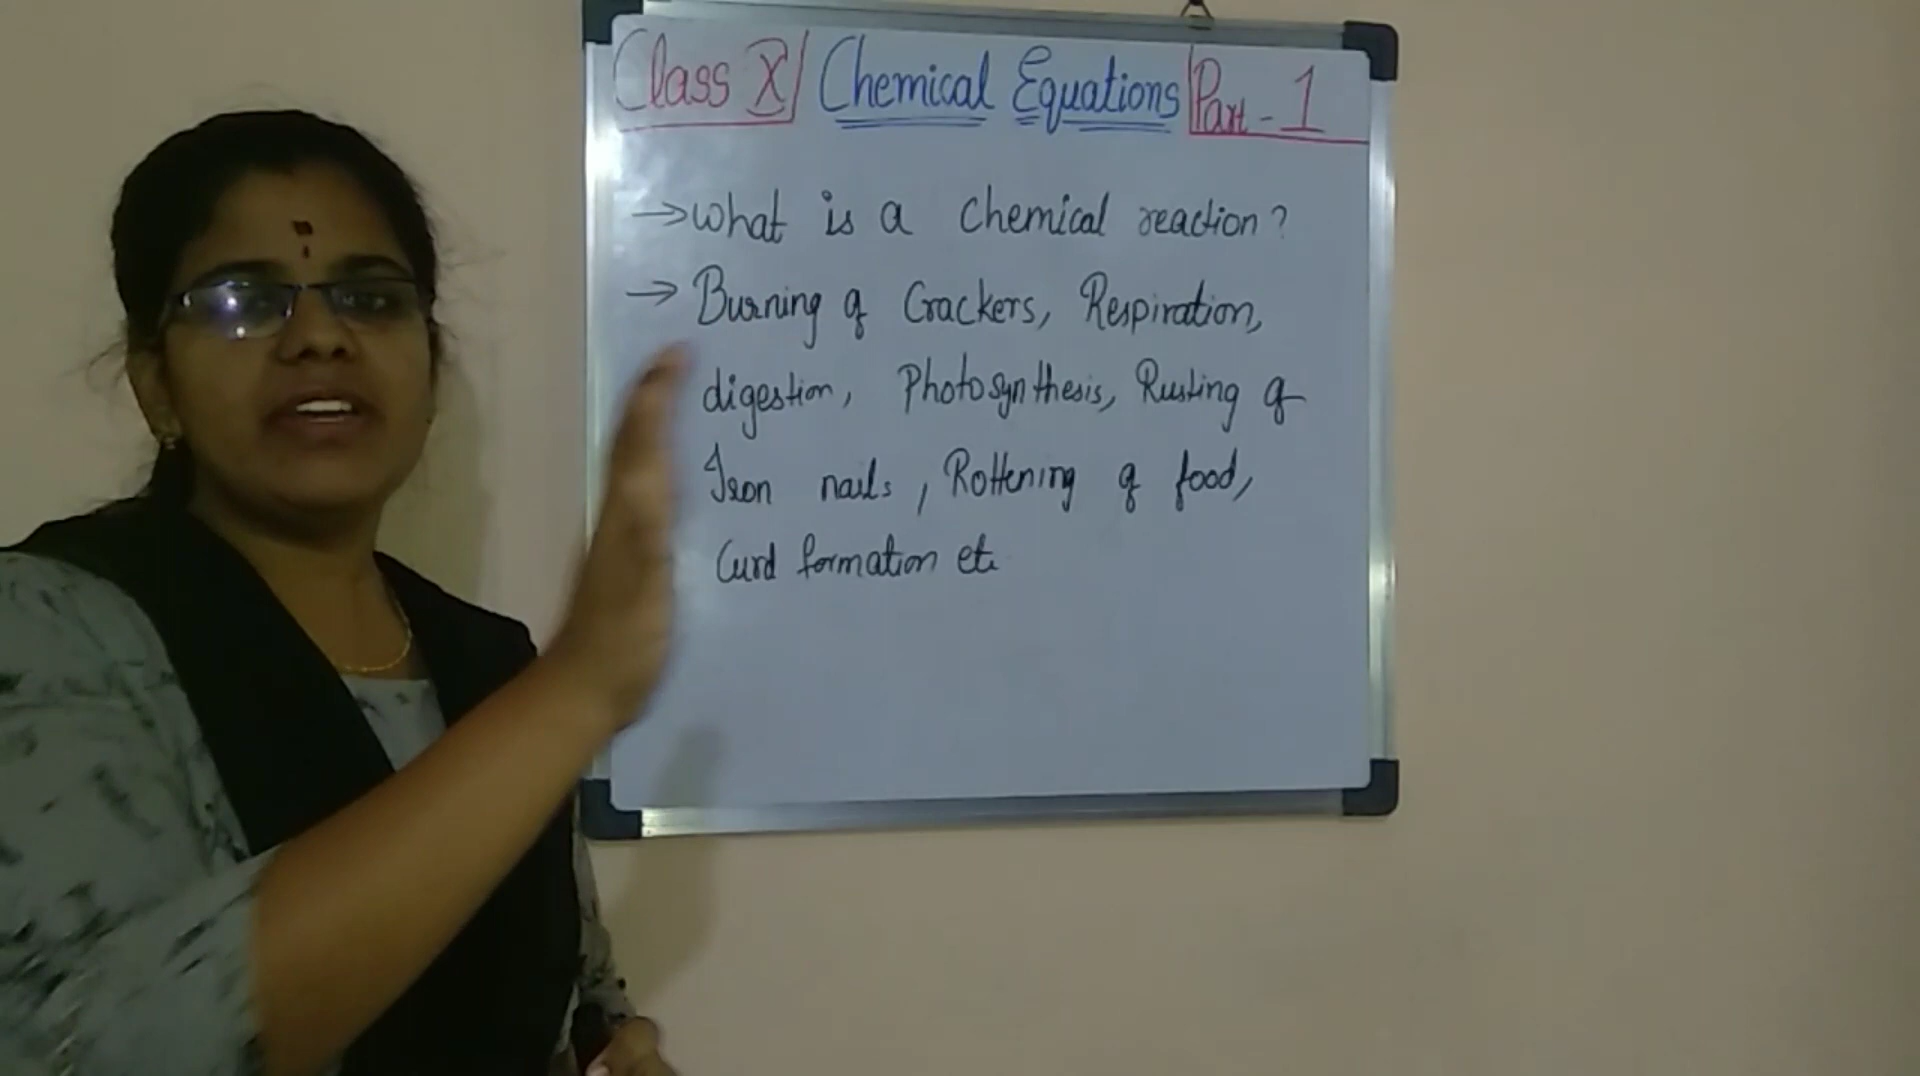 Class X Chemical Equations Part - 1
→ What is a Chemical reaction?
→ Burning of Crackers, Respiration,
digestion, Photosynthesis, Rusting of
Iron nails, Rottening of food,
Curd formation etc